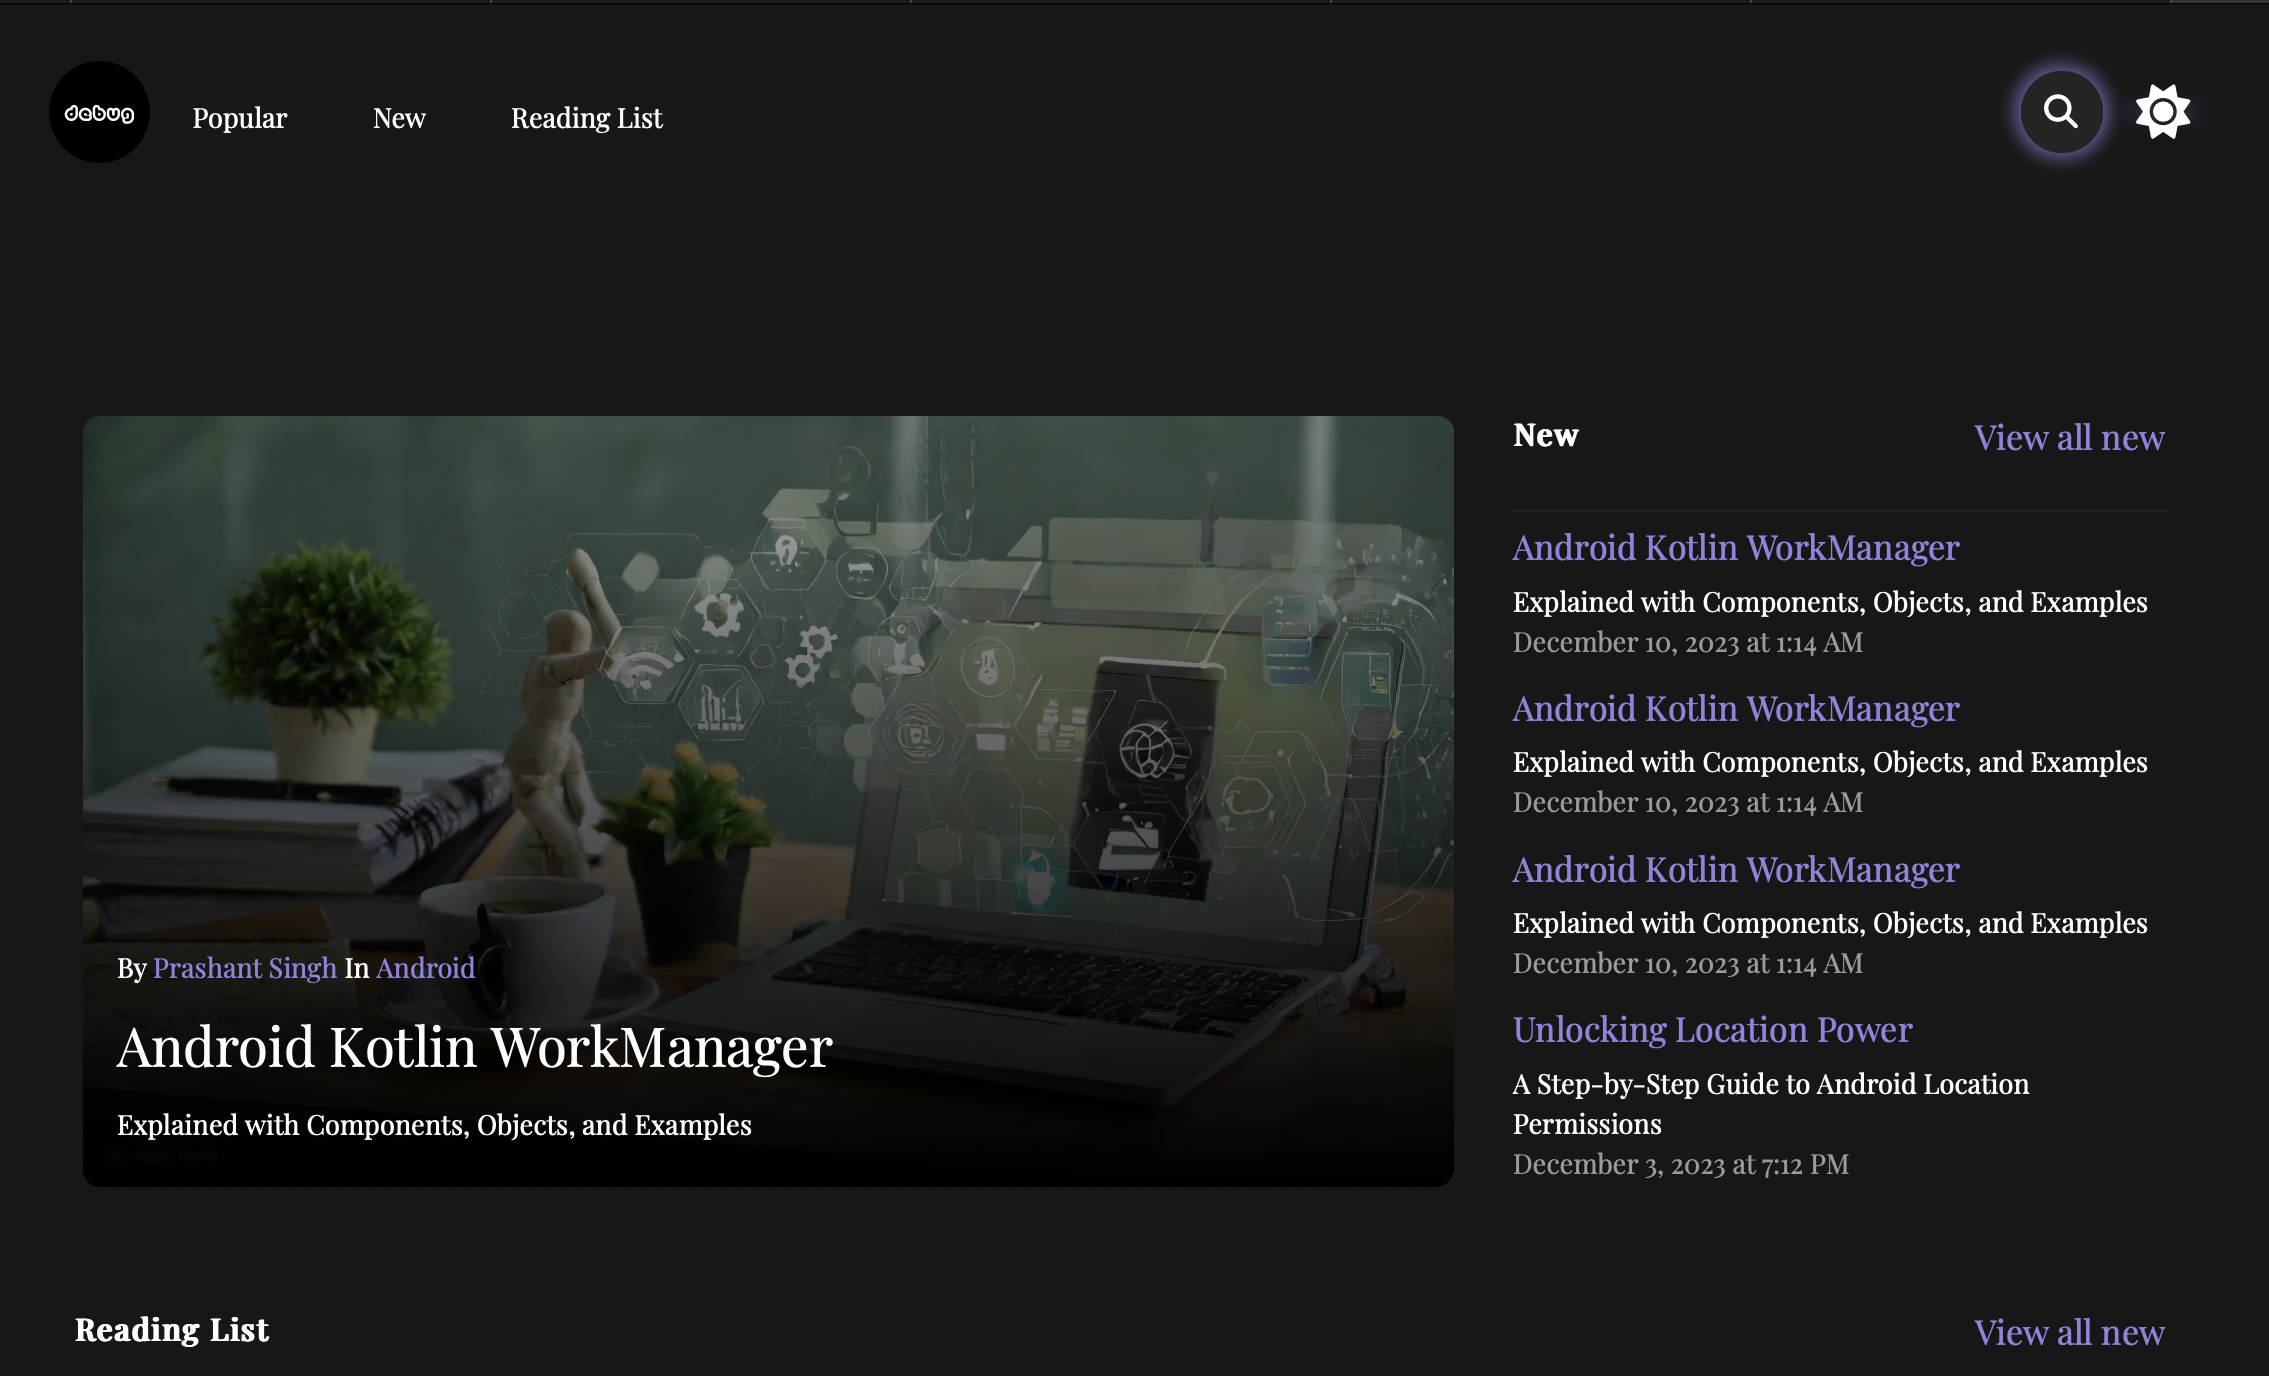 debug
Popular
New
Reading List
New
View all new
Android Kotlin WorkManager
Explained with Components, Objects, and Examples
December 10, 2023 at 1:14 AM
Android Kotlin WorkManager
Explained with Components, Objects, and Examples
December 10, 2023 at 1:14 AM
Android Kotlin WorkManager
Explained with Components, Objects, and Examples
December 10, 2023 at 1:14 AM
Unlocking Location Power
A Step-by-Step Guide to Android Location
Permissions
December 3, 2023 at 7:12 PM
By Prashant Singh In Android
Android Kotlin WorkManager
Explained with Components, Objects, and Examples
Adobe Firefly
Reading List
View all new